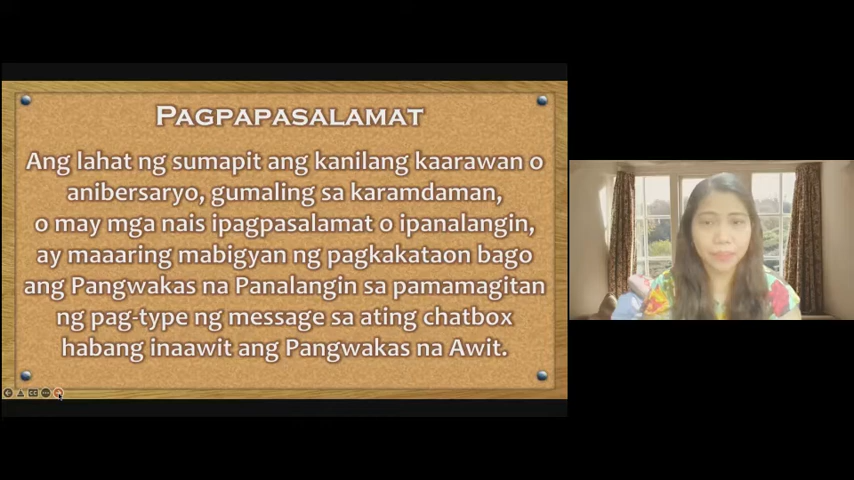 PAGPAPASALAMAT
Ang lahat ng sumapit ang kanilang kaarawan o
anibersaryo, gumaling sa karamdaman,
o may mga nais ipagpasalamat o ipanalangin,
ay maaaring mabigyan ng pagkakataon bago
ang Pangwakas na Panalangin sa pamamagitan
ng pag-type ng message sa ating chatbox
habang inaawit ang Pangwakas na Awit.